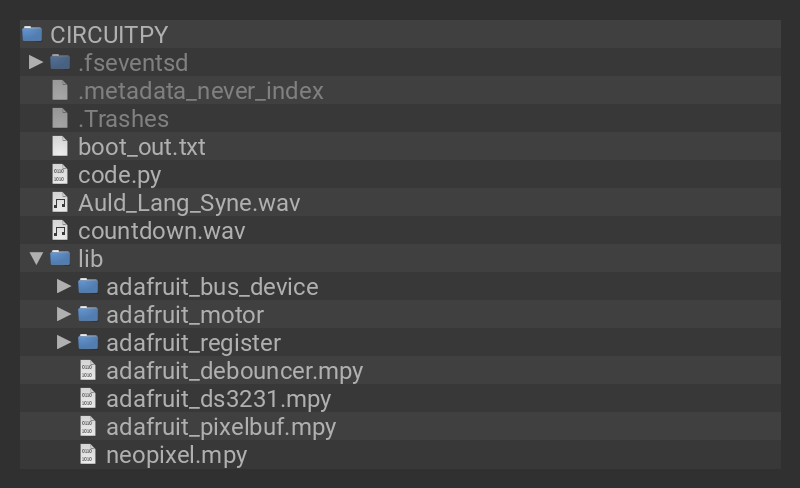 CIRCUITPY
.fseventsd
.metadata_never_index
.Trashes
boot_out.txt
code.py
Auld_Lang_Syne.wav
countdown.wav
lib
adafruit_bus_device
adafruit_motor
adafruit_register
adafruit_debouncer.mpy
adafruit_ds3231.mpy
adafruit_pixelbuf.mpy
neopixel.mpy